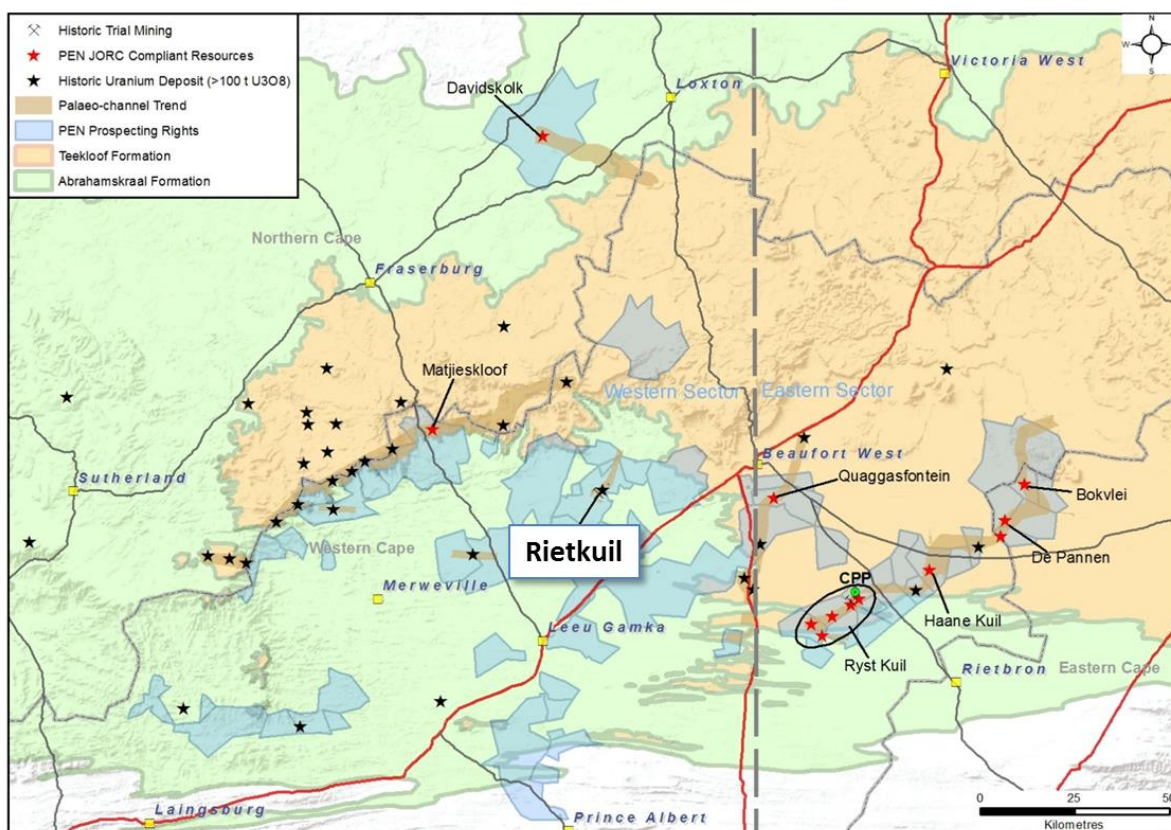 Historic Trial Mining
PEN JORC Compliant Resources
Historic Uranium Deposit (>100 t U3O8)
Palaeo-channel Trend
PEN Prospecting Rights
Teekloof Formation
Abrahamskraal Formation
N
W E
S
Victoria West
Loxton
Davidskolk
Northern Cape
Fraserburg
Matjieskloof
Western Sector
Eastern Sector
Beaufort West
Sutherland
Quaggasfontein
Bokvlei
Rietkuil
Western Cape
De Pannen
CPP
Merweville
Haane Kuil
Leeu Gamka
Ryst Kuil
Rietbron
Eastern Cape
Laingsburg
Prince Albert
0 25 50
Kilometres